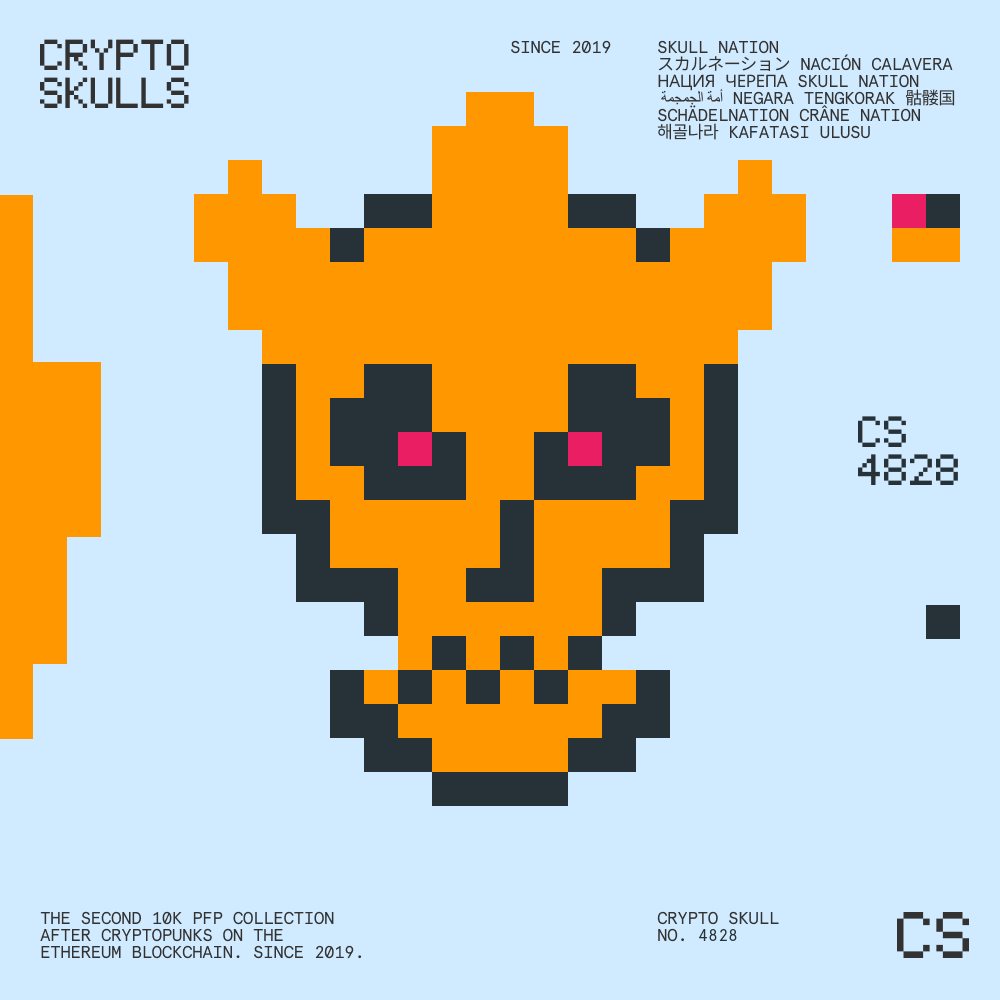 CRYPTO
SKULLS
SINCE 2019
SKULL NATION
スカルネーション NACIÓN CALAVERA
НАЦИЯ ЧЕРЕПА SKULL NATION
أمة الجمجمة NEGARA TENGKORAK 骷髅国
SCHÄDELNATION CRÂNE NATION
해골나라 KAFATASI ULUSU
CS
4828
THE SECOND 10K PFP COLLECTION
AFTER CRYPTOPUNKS ON THE
ETHEREUM BLOCKCHAIN. SINCE 2019.
CRYPTO SKULL
NO. 4828
CS